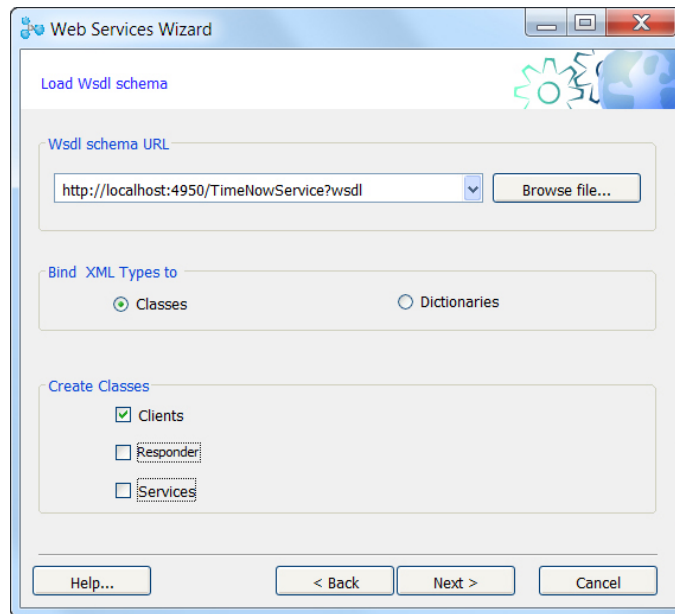 Web Services Wizard
Load Wsdl schema
Wsdl schema URL
http://localhost:4950/TimeNowService?wsdl
Browse file...
Bind XML Types to
Classes
Dictionaries
Create Classes
Clients
Responder
Services
Help...
< Back
Next >
Cancel